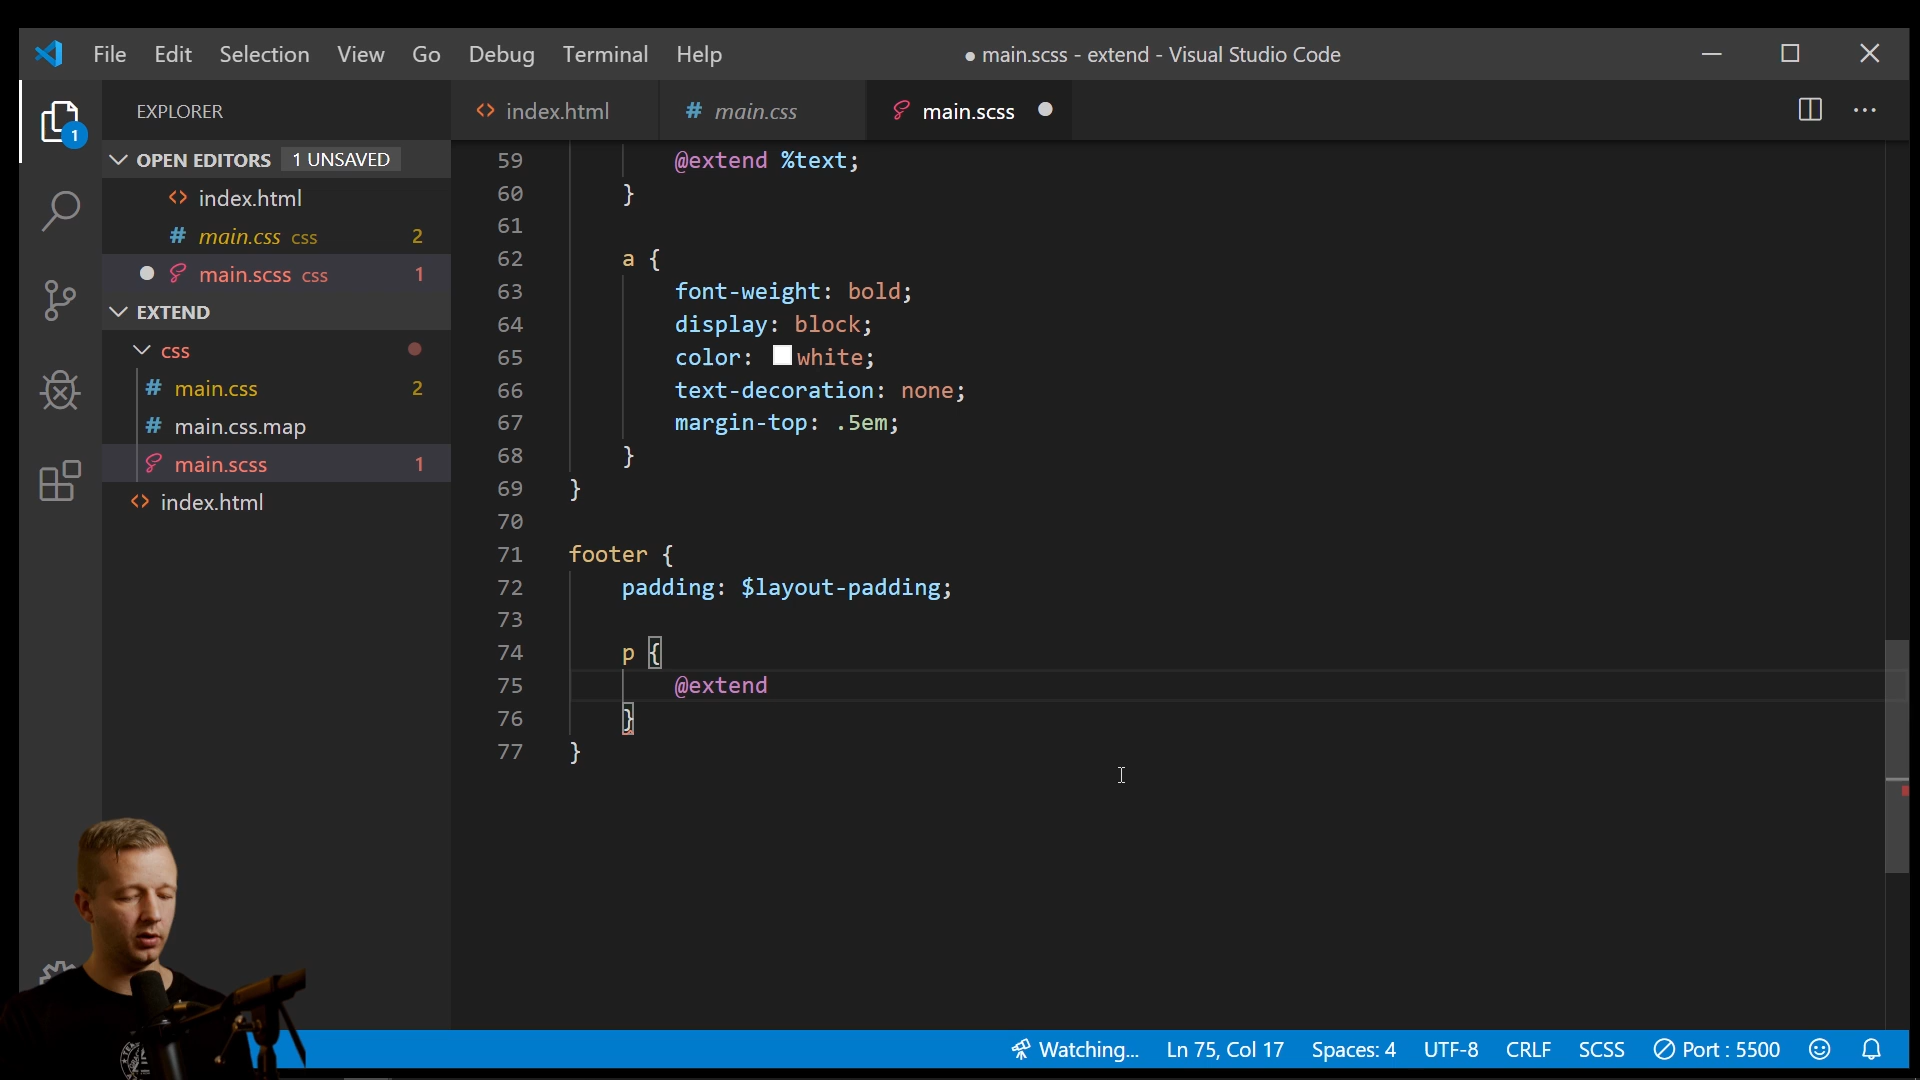 File Edit Selection View Go Debug Terminal Help
● main.scss - extend - Visual Studio Code
EXPLORER
OPEN EDITORS 1 UNSAVED
index.html
main.css css 2
main.scss css 1
EXTEND
css
main.css 2
main.css.map
main.scss 1
index.html
1
index.html
# main.css
main.scss
59 @extend %text;
60 }
61
62 a {
63 font-weight: bold;
64 display: block;
65 color: white;
66 text-decoration: none;
67 margin-top: .5em;
68 }
69 }
70
71 footer {
72 padding: $layout-padding;
73
74 p {
75 @extend
76 }
77 }
Watching... Ln 75, Col 17 Spaces: 4 UTF-8 CRLF SCSS Port : 5500